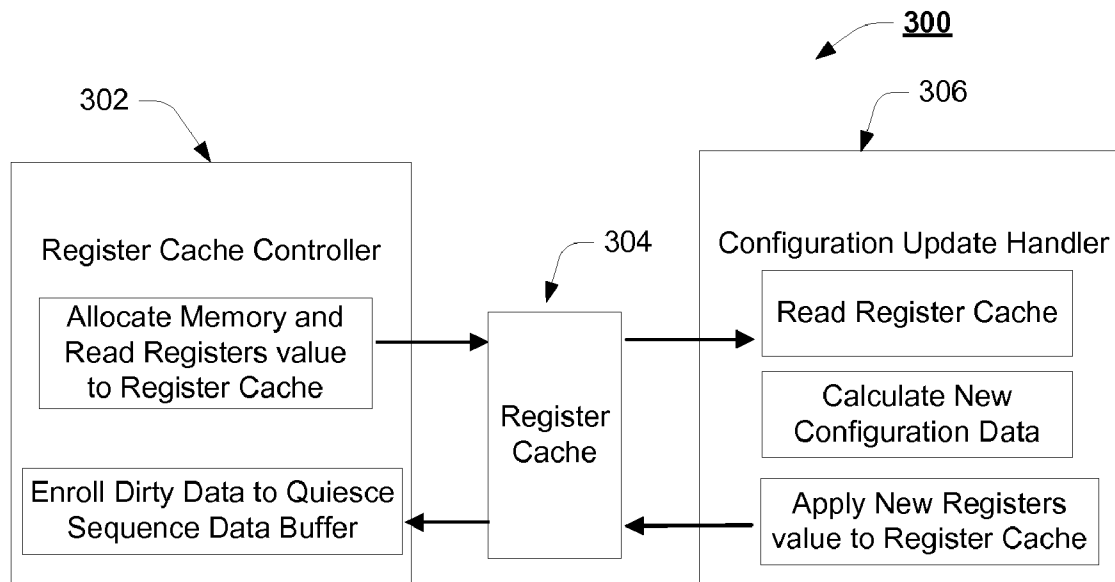 300
302
306
Register Cache Controller
304
Configuration Update Handler
Allocate Memory and
Read Registers value
to Register Cache
Read Register Cache
Register
Cache
Calculate New
Configuration Data
Enroll Dirty Data to Quiesce
Sequence Data Buffer
Apply New Registers
value to Register Cache